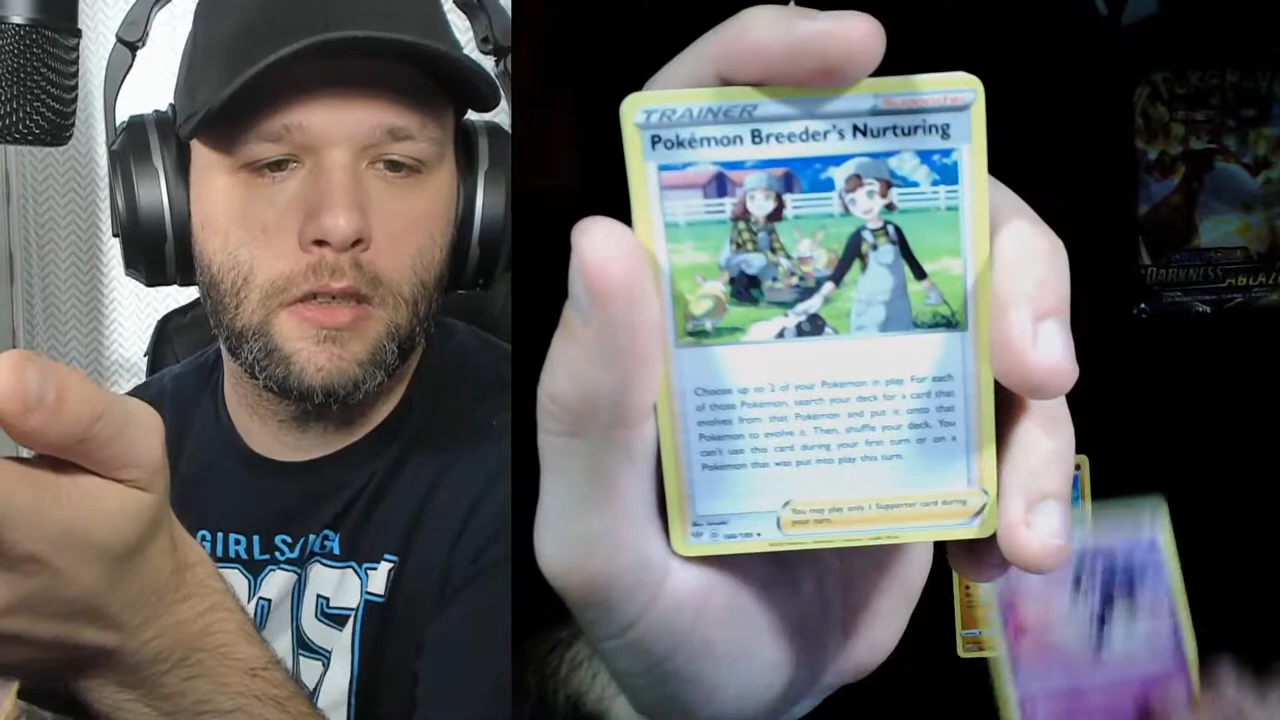 GIRLS
TRAINER
Supporter
Pokémon Breeder's Nurturing
Choose up to 2 of your Pokémon in play. For each
of those Pokémon, search your deck for a card that
evolves from that Pokémon and put it onto that
Pokémon to evolve it. Then, shuffle your deck. You
can't use this card during your first turn or on a
Pokémon that was put into play this turn.
You may play only 1 Supporter card during
your turn.
DARKNESS ABLAZE